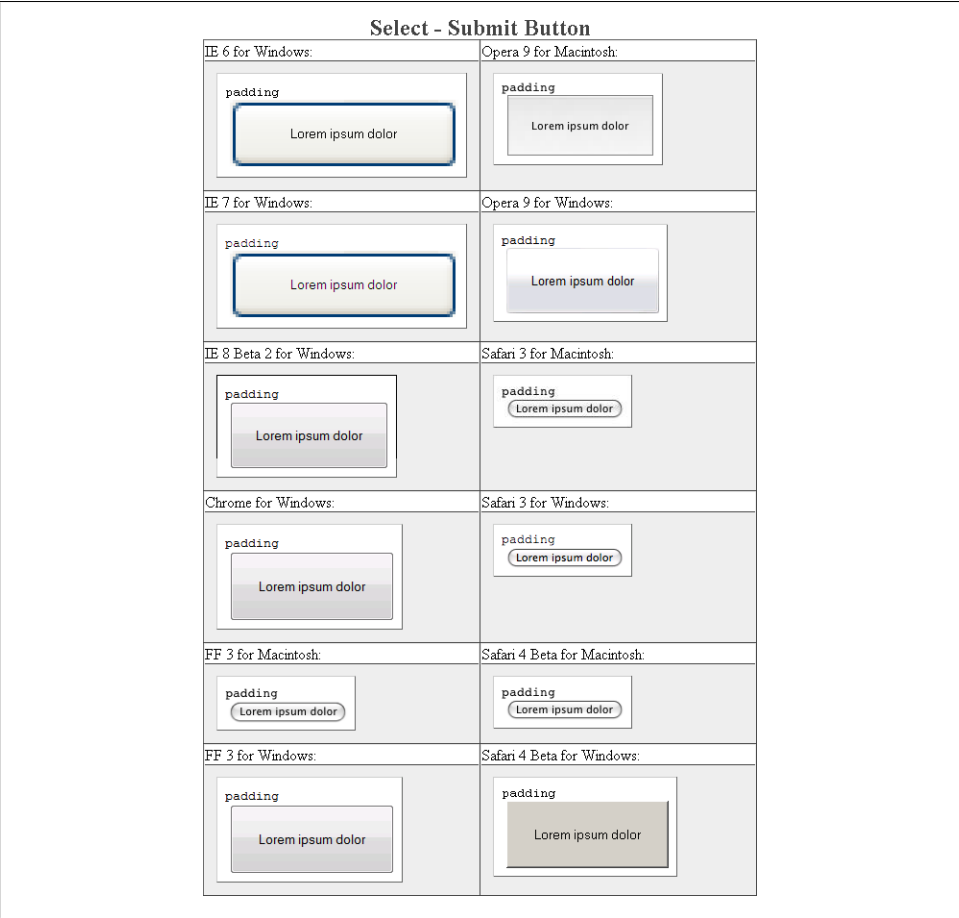 Select - Submit Button
IE 6 for Windows:
padding
Lorem ipsum dolor
Opera 9 for Macintosh:
padding
Lorem ipsum dolor
IE 7 for Windows:
padding
Lorem ipsum dolor
Opera 9 for Windows:
padding
Lorem ipsum dolor
IE 8 Beta 2 for Windows:
padding
Lorem ipsum dolor
Safari 3 for Macintosh:
padding
Lorem ipsum dolor
Chrome for Windows:
padding
Lorem ipsum dolor
Safari 3 for Windows:
padding
Lorem ipsum dolor
FF 3 for Macintosh:
padding
Lorem ipsum dolor
Safari 4 Beta for Macintosh:
padding
Lorem ipsum dolor
FF 3 for Windows:
padding
Lorem ipsum dolor
Safari 4 Beta for Windows:
padding
Lorem ipsum dolor